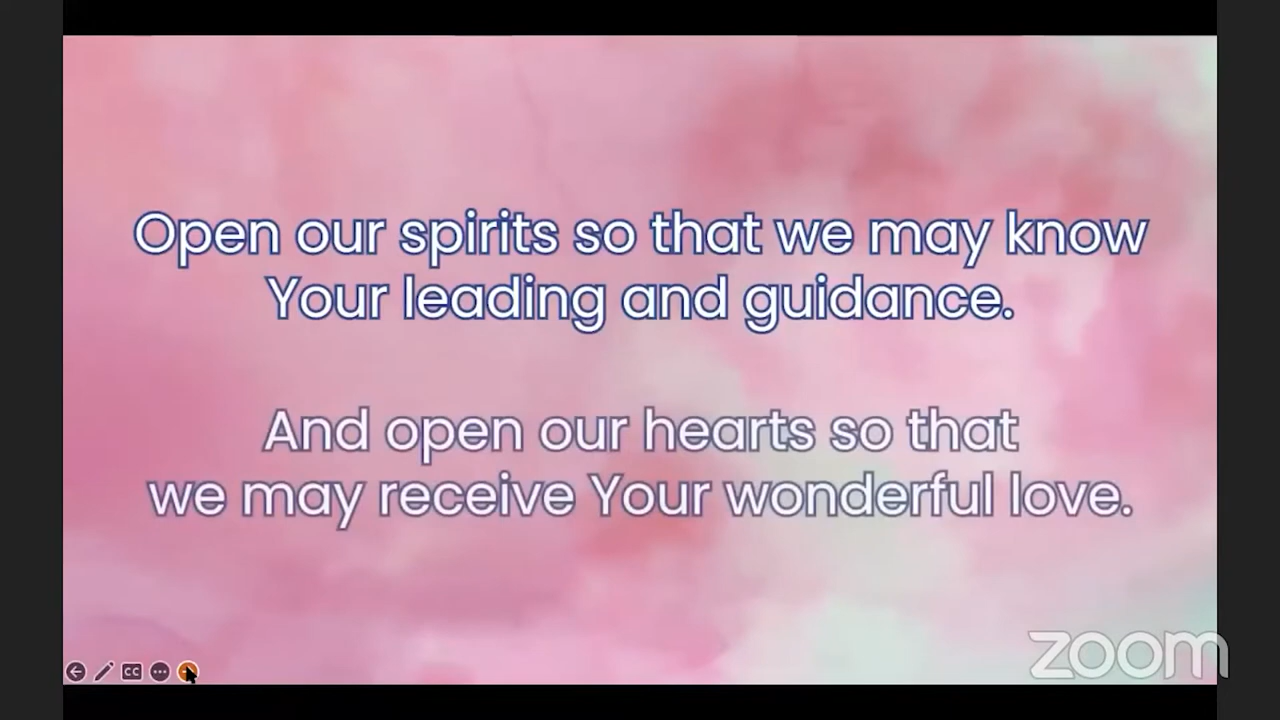 Open our spirits so that we may know
Your leading and guidance.
And open our hearts so that
we may receive Your wonderful love.
CC
zoom